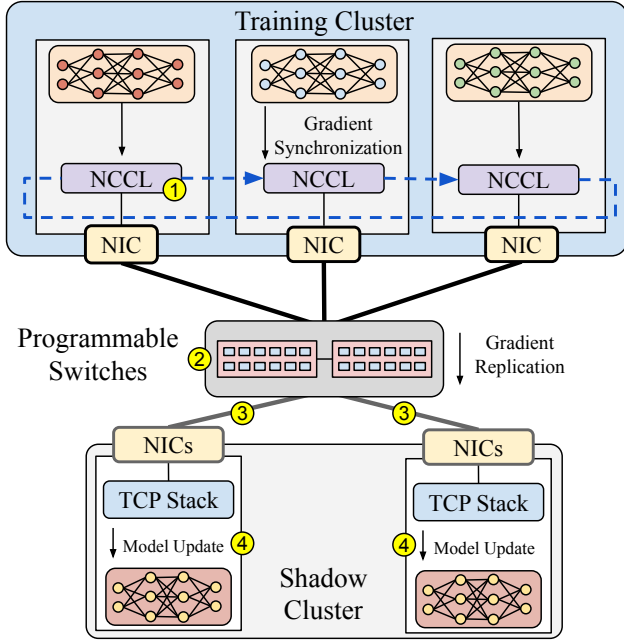 Training Cluster
Gradient
Synchronization
NCCL
1
NCCL
NCCL
NIC
NIC
NIC
Programmable
Switches
2
Gradient
Replication
3
3
NICs
NICs
TCP Stack
TCP Stack
Model Update
4
4
Model Update
Shadow
Cluster